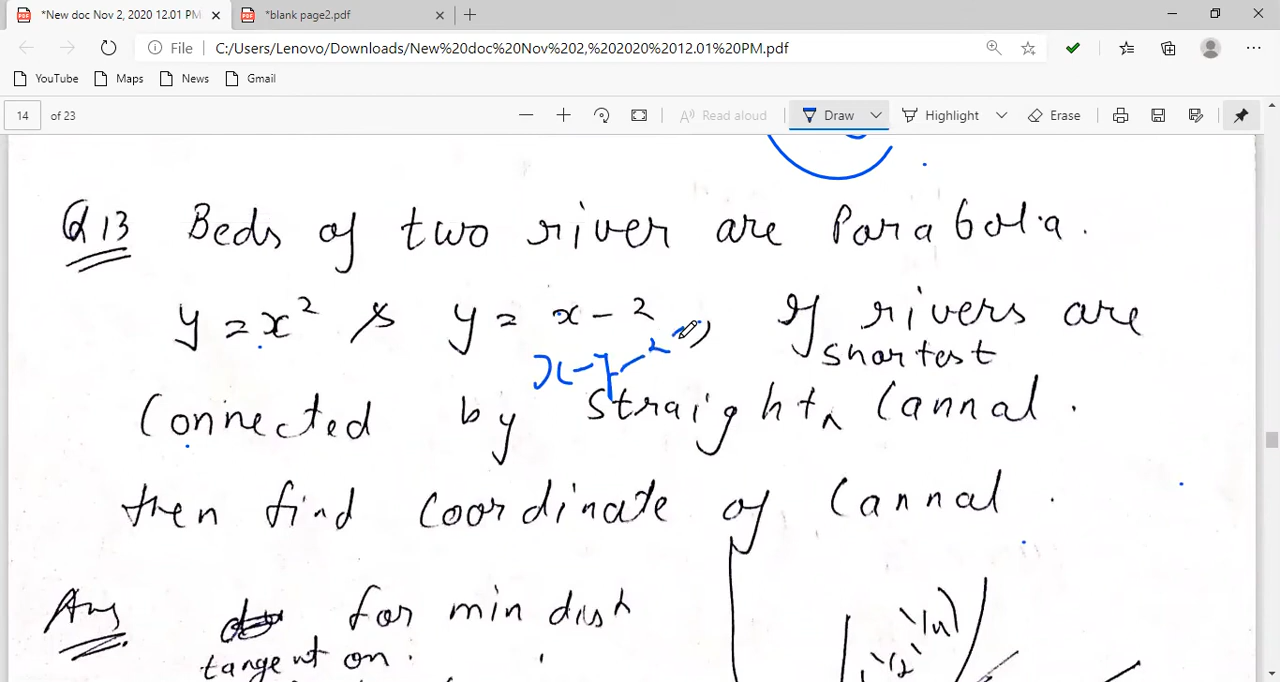 *New doc Nov 2, 2020 12.01 PM
*blank page2.pdf
File C:/Users/Lenovo/Downloads/New%20doc%20Nov%202,%202020%2012.01%20PM.pdf
YouTube Maps News Gmail
14 of 23 Read aloud Draw Highlight Erase
Q13 Beds of two river are Parabola.
y = x² & y = x - 2, If rivers are
x - y - 2
shortest
Connected by straight ^ Cannal.
then find coordinate of Cannal.
Ans for min dist
tangent on